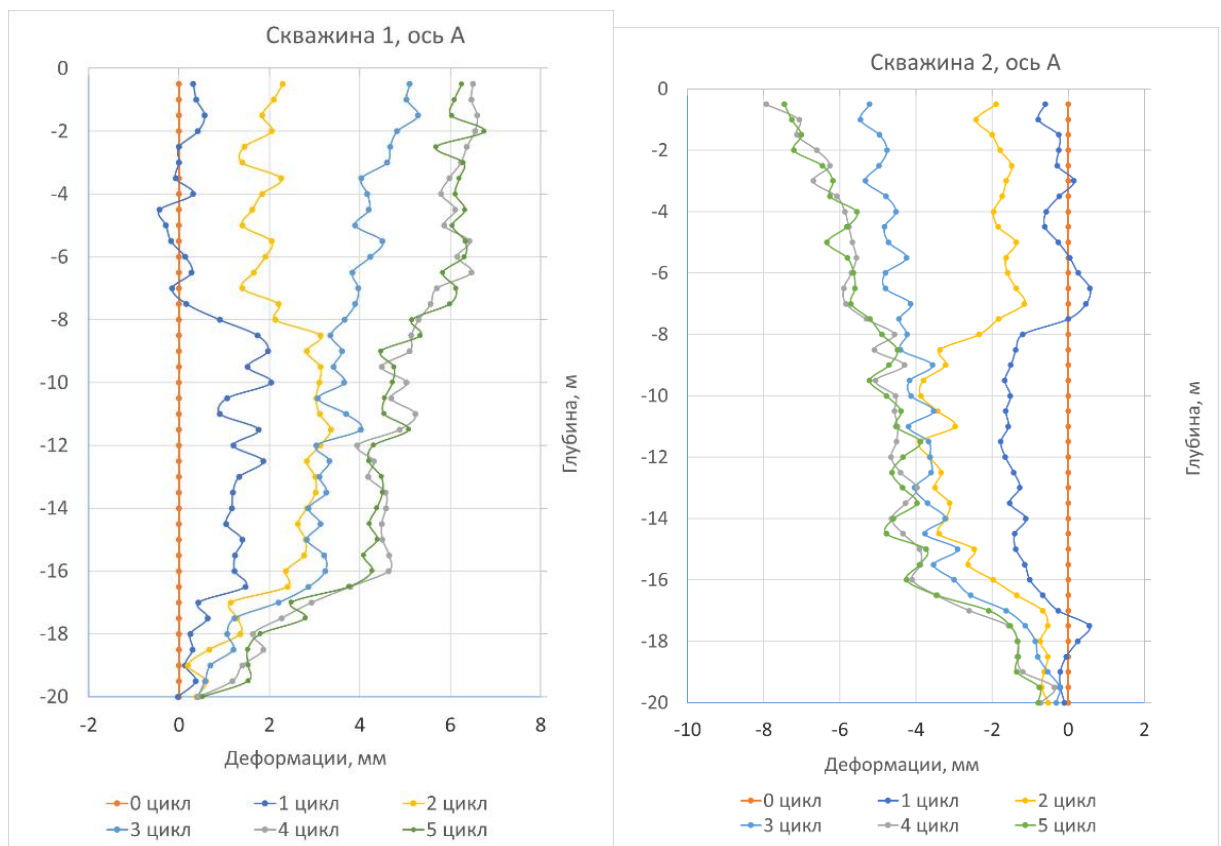 Скважина 1, ось А
0
-2
-4
-6
-8
-10
-12
-14
-16
-18
-20
-2 0 2 4 6 8
Глубина, м
Деформации, мм
0 цикл 1 цикл 2 цикл
3 цикл 4 цикл 5 цикл
Скважина 2, ось А
0
-2
-4
-6
-8
-10
-12
-14
-16
-18
-20
-10 -8 -6 -4 -2 0 2
Глубина, м
Деформации, мм
0 цикл 1 цикл 2 цикл
3 цикл 4 цикл 5 цикл